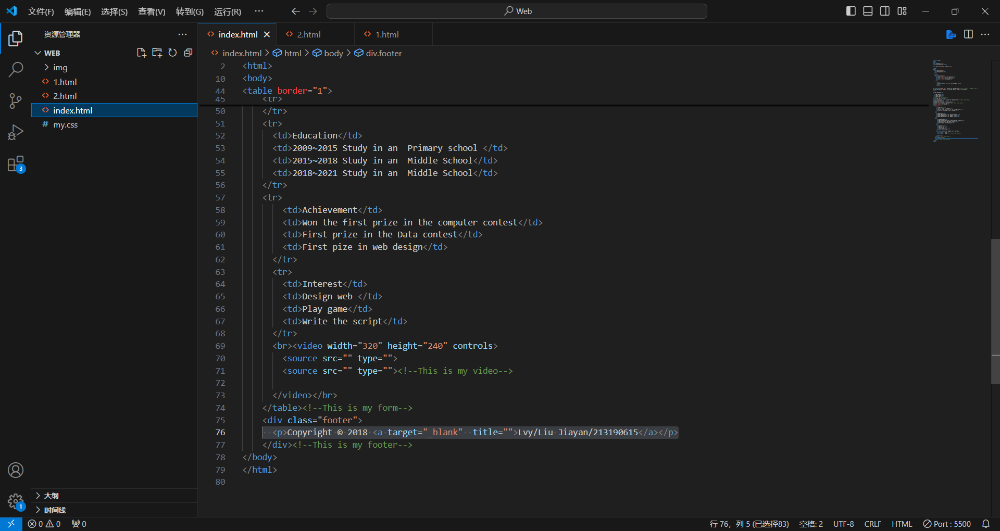 文件(F) 编辑(E) 选择(S) 查看(V) 转到(G) 运行(R) ··· Web
资源管理器
index.html 2.html 1.html
WEB
index.html > html > body > div.footer
img
1.html
2.html
index.html
my.css
2 <html>
10 <body>
44 <table border="1">
45 <tr>
50 </tr>
51 <tr>
52 <td>Education</td>
53 <td>2009~2015 Study in an  Primary school </td>
54 <td>2015~2018 Study in an  Middle School</td>
55 <td>2018~2021 Study in an  Middle School</td>
56 </tr>
57 <tr>
58 <td>Achievement</td>
59 <td>Won the first prize in the computer contest</td>
60 <td>First prize in the Data contest</td>
61 <td>First pize in web design</td>
62 </tr>
63 <tr>
64 <td>Interest</td>
65 <td>Design web </td>
66 <td>Play game</td>
67 <td>Write the script</td>
68 </tr>
69 <br><video width="320" height="240" controls>
70 <source src="" type="">
71 <source src="" type=""><!--This is my video-->
72
73 </video></br>
74 </table><!--This is my form-->
75 <div class="footer">
76 <p>Copyright © 2018 <a target="_blank"  title="">Lvy/Liu Jiayan/213190615</a></p>
77 </div><!--This is my footer-->
78 </body>
79 </html>
80
3
1
大纲
时间线
0 0 0 行 76，列 5 (已选择83) 空格: 2 UTF-8 CRLF HTML Port : 5500